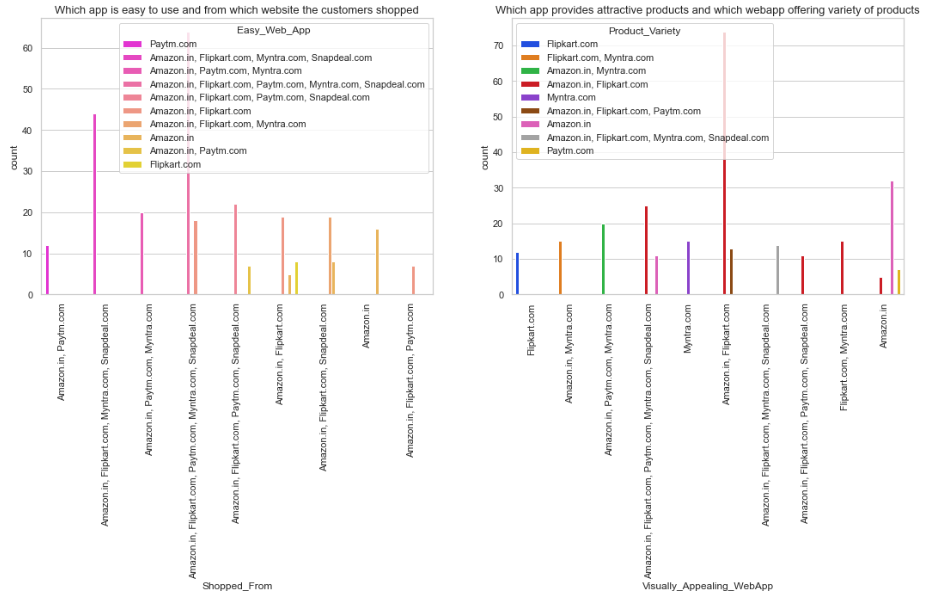 Which app is easy to use and from which website the customers shopped
Easy_Web_App
Paytm.com
Amazon.in, Flipkart.com, Myntra.com, Snapdeal.com
Amazon.in, Paytm.com, Myntra.com
Amazon.in, Flipkart.com, Paytm.com, Myntra.com, Snapdeal.com
Amazon.in, Flipkart.com, Paytm.com, Snapdeal.com
Amazon.in, Flipkart.com
Amazon.in, Flipkart.com, Myntra.com
Amazon.in
Amazon.in, Paytm.com
Flipkart.com
60
50
40
30
20
10
0
count
Amazon.in, Paytm.com
Amazon.in, Flipkart.com, Myntra.com, Snapdeal.com
Amazon.in, Paytm.com, Myntra.com
Amazon.in, Flipkart.com, Paytm.com, Myntra.com, Snapdeal.com
Amazon.in, Flipkart.com, Paytm.com, Snapdeal.com
Amazon.in, Flipkart.com
Amazon.in, Flipkart.com, Snapdeal.com
Amazon.in
Amazon.in, Flipkart.com, Paytm.com
Shopped_From
Which app provides attractive products and which webapp offering variety of products
Product_Variety
Flipkart.com
Flipkart.com, Myntra.com
Amazon.in, Myntra.com
Amazon.in, Flipkart.com
Myntra.com
Amazon.in, Flipkart.com, Paytm.com
Amazon.in
Amazon.in, Flipkart.com, Myntra.com, Snapdeal.com
Paytm.com
70
60
50
40
30
20
10
0
count
Flipkart.com
Amazon.in, Myntra.com
Amazon.in, Paytm.com, Myntra.com
Amazon.in, Flipkart.com, Paytm.com, Myntra.com, Snapdeal.com
Myntra.com
Amazon.in, Flipkart.com
Amazon.in, Flipkart.com, Myntra.com, Snapdeal.com
Amazon.in, Flipkart.com, Paytm.com, Snapdeal.com
Flipkart.com, Myntra.com
Amazon.in
Visually_Appealing_WebApp